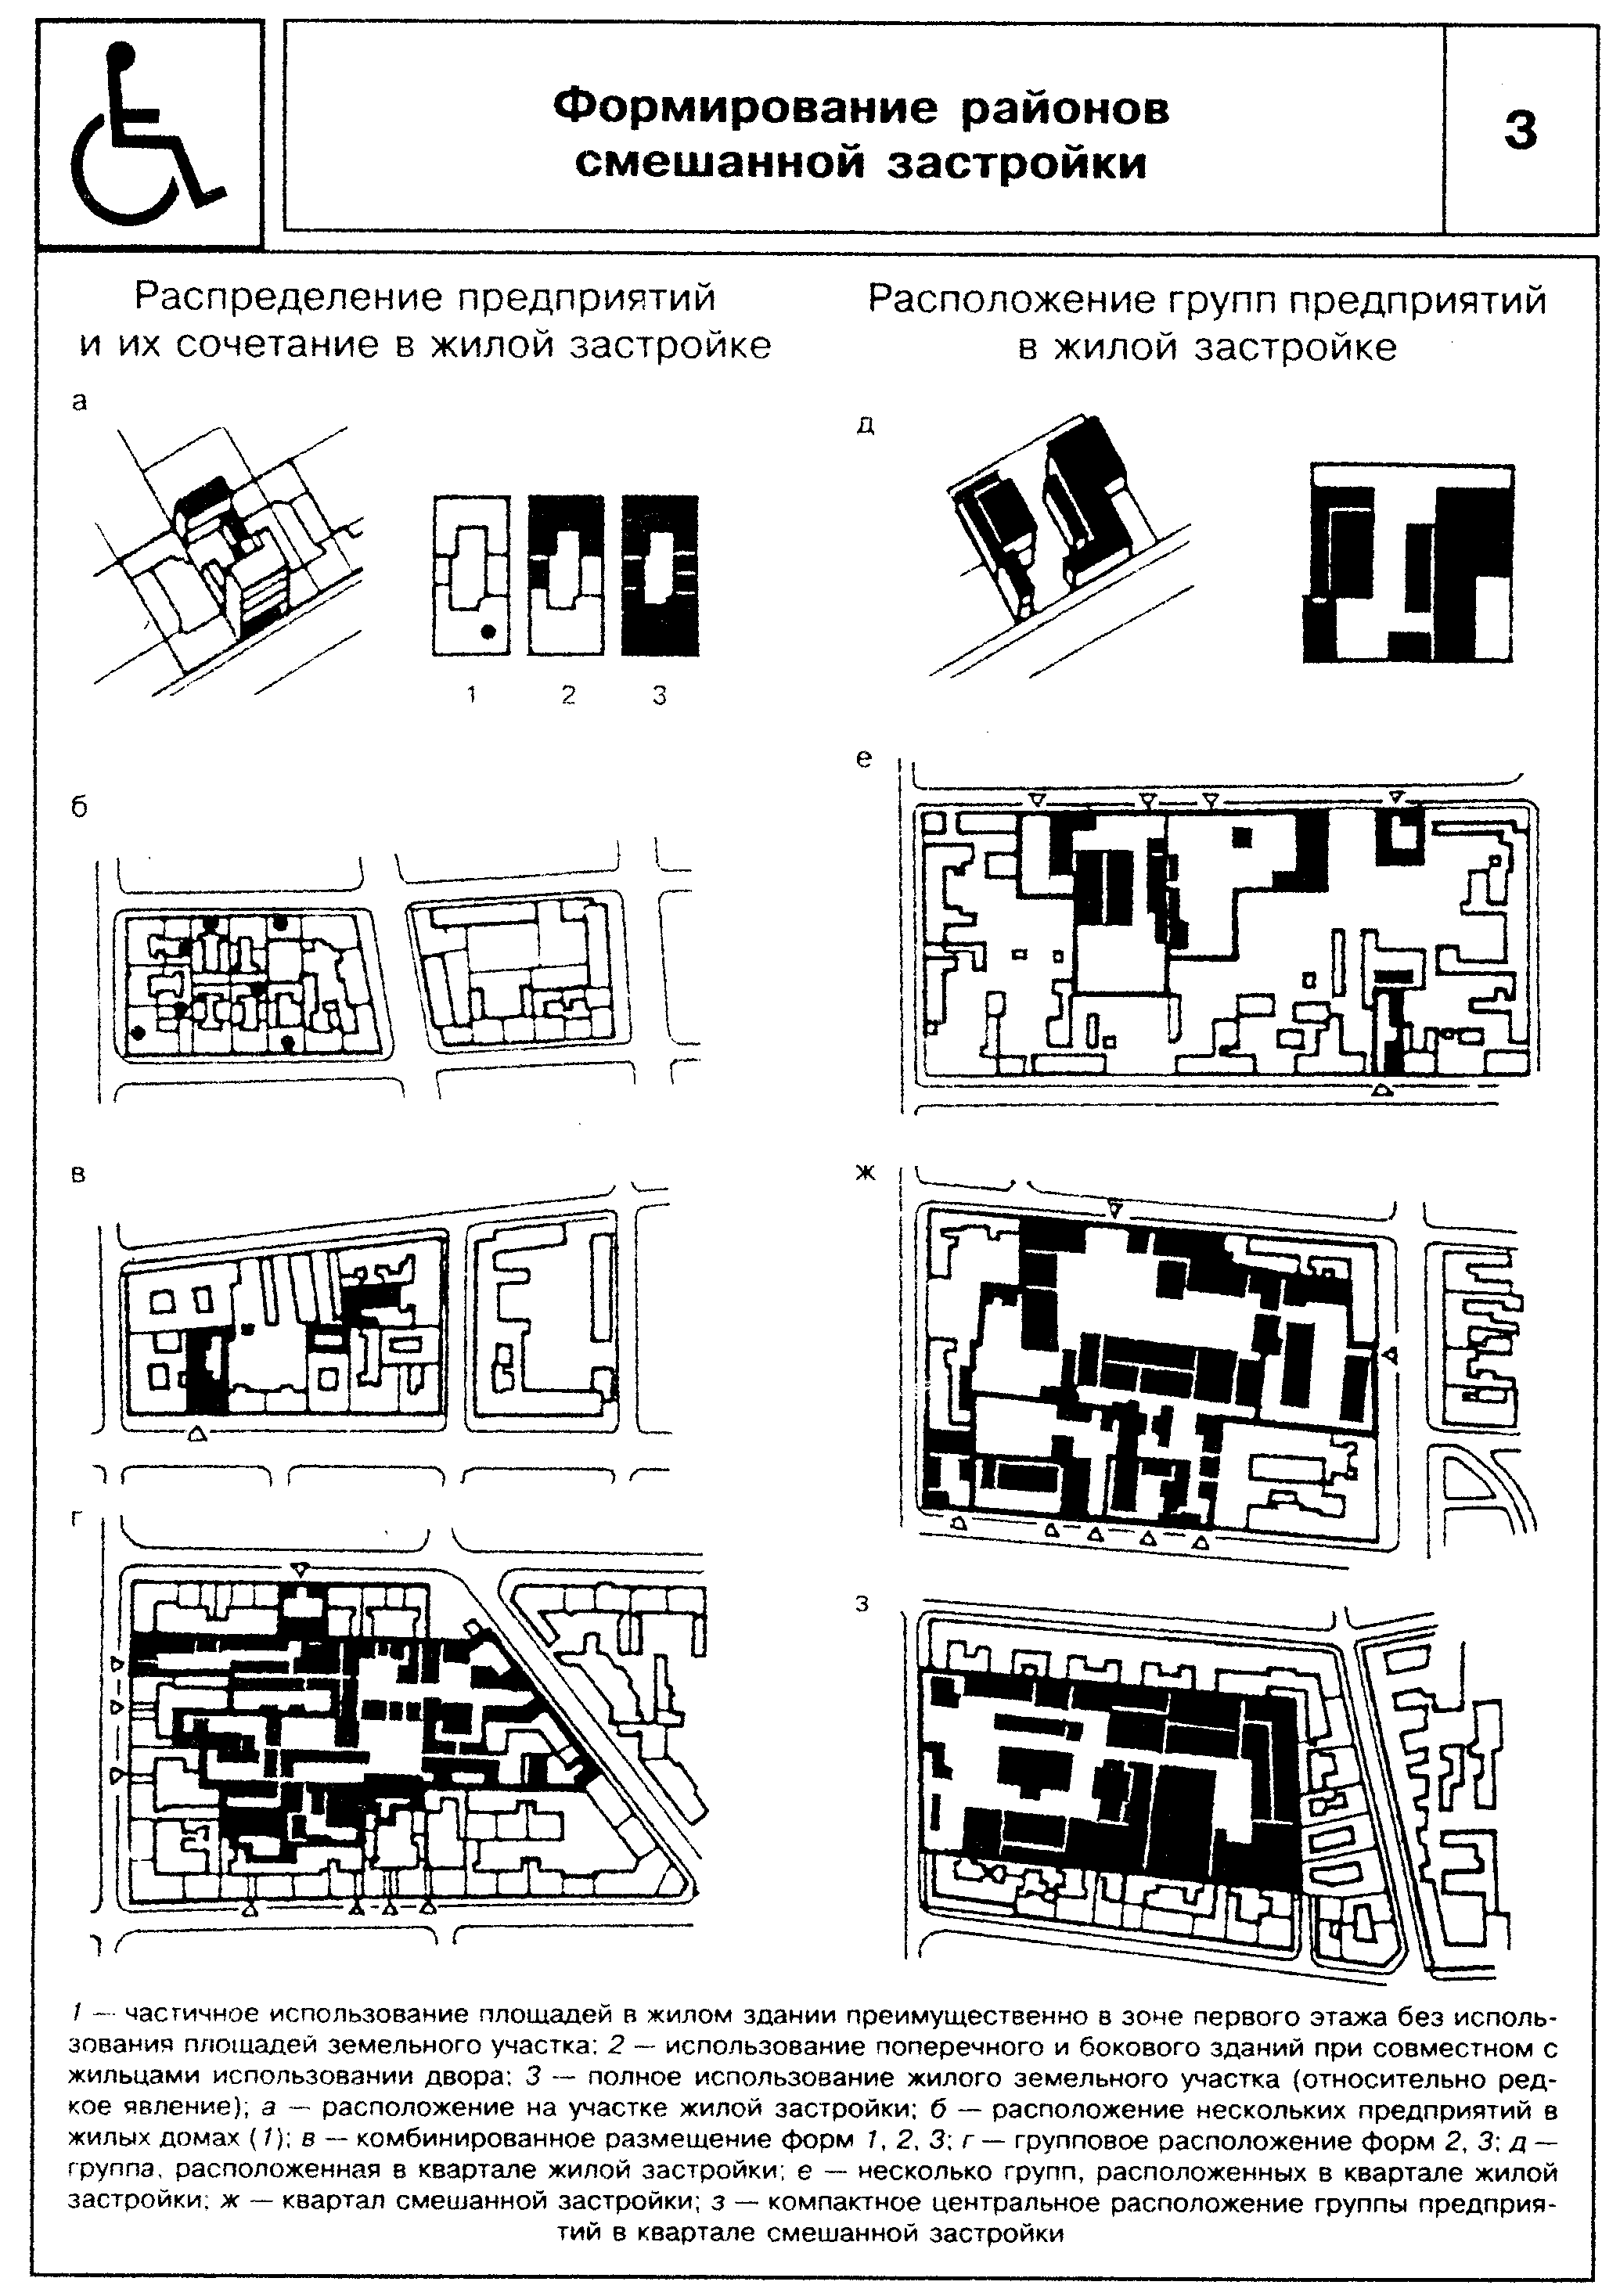 Формирование районов
смешанной застройки
3
Распределение предприятий
и их сочетание в жилой застройке
а
1 2 3
б
в
г
Расположение групп предприятий
в жилой застройке
д
е
ж
з
1 — частичное использование площадей в жилом здании преимущественно в зоне первого этажа без исполь-
зования площадей земельного участка; 2 — использование поперечного и бокового зданий при совместном с
жильцами использовании двора; 3 — полное использование жилого земельного участка (относительно ред-
кое явление); а — расположение на участке жилой застройки; б — расположение нескольких предприятий в
жилых домах (1); в — комбинированное размещение форм 1, 2, 3; г — групповое расположение форм 2, 3; д —
группа, расположенная в квартале жилой застройки; е — несколько групп, расположенных в квартале жилой
застройки; ж — квартал смешанной застройки; з — компактное центральное расположение группы предприя-
тий в квартале смешанной застройки